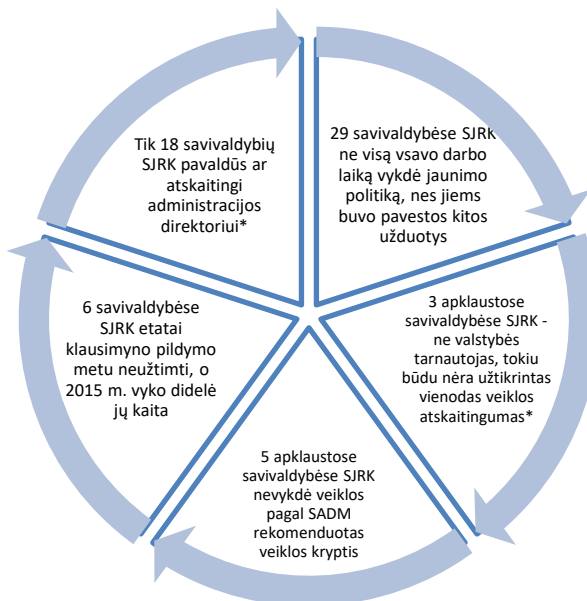 Tik 18 savivaldybių
SJRK pavaldūs ar
atskaitingi
administracijos
direktoriui*
29 savivaldybėse SJRK
ne visą vsavo darbo
laiką vykdė jaunimo
politiką, nes jiems
buvo pavestos kitos
užduotys
3 apklaustose
savivaldybėse SJRK -
ne valstybės
tarnautojas, tokiu
būdu nėra užtikrintas
vienodas veiklos
atskaitingumas*
5 apklaustose
savivaldybėse SJRK
nevykdė veiklos
pagal SADM
rekomenduotas
veiklos kryptis
6 savivaldybėse
SJRK etatai
klausimyno pildymo
metu neužtimti, o
2015 m. vyko didelė
jų kaita